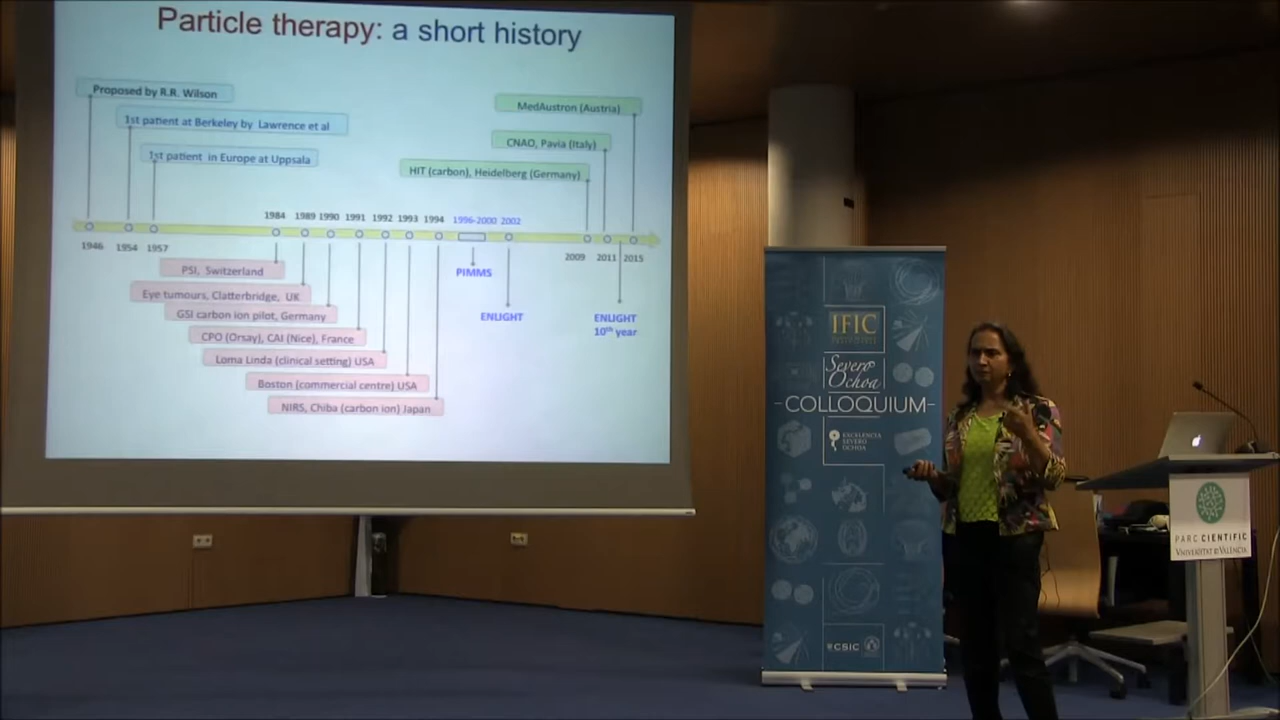 Particle therapy: a short history
Proposed by R.R. Wilson
1st patient at Berkeley by Lawrence et al
1st patient in Europe at Uppsala
MedAustron (Austria)
CNAO, Pavia (Italy)
HIT (carbon), Heidelberg (Germany)
1984 1989 1990 1991 1992 1993 1994 1996-2000 2002
1946 1954 1957 2009 2011 2015
PSI, Switzerland
Eye tumours, Clatterbridge, UK
GSI carbon ion pilot, Germany
CPO (Orsay), CAI (Nice), France
Loma Linda (clinical setting) USA
Boston (commercial centre) USA
NIRS, Chiba (carbon ion) Japan
PIMMS
ENLIGHT
ENLIGHT
10th year
IFIC
Severo
Ochoa
-COLLOQUIUM-
EXCELENCIA
SEVERO
OCHOA
CSIC
PARC CIENTÍFIC
UNIVERSITAT DE VALÈNCIA